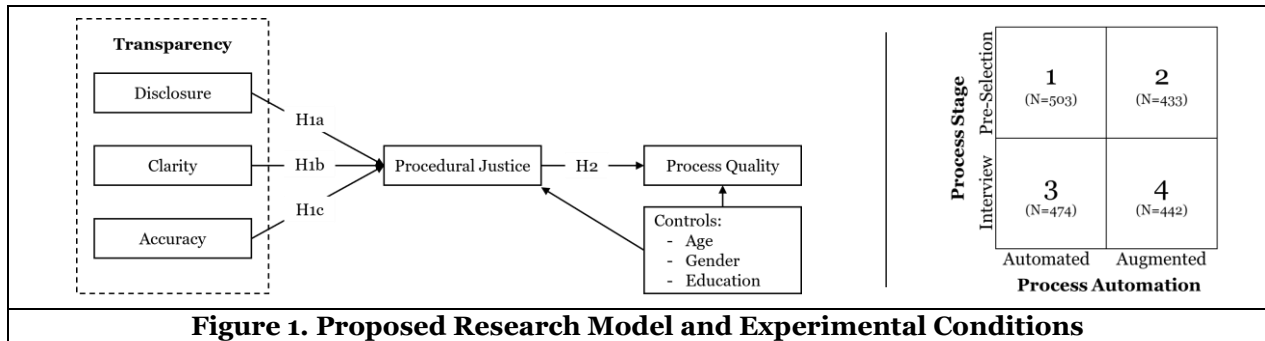 Transparency
Disclosure
Clarity
Accuracy
H1a
H1b
H1c
Procedural Justice
H2
Process Quality
Controls:
- Age
- Gender
- Education
Process Stage
Pre-Selection
Interview
1
(N=503)
2
(N=433)
3
(N=474)
4
(N=442)
Automated
Augmented
Process Automation
Figure 1. Proposed Research Model and Experimental Conditions